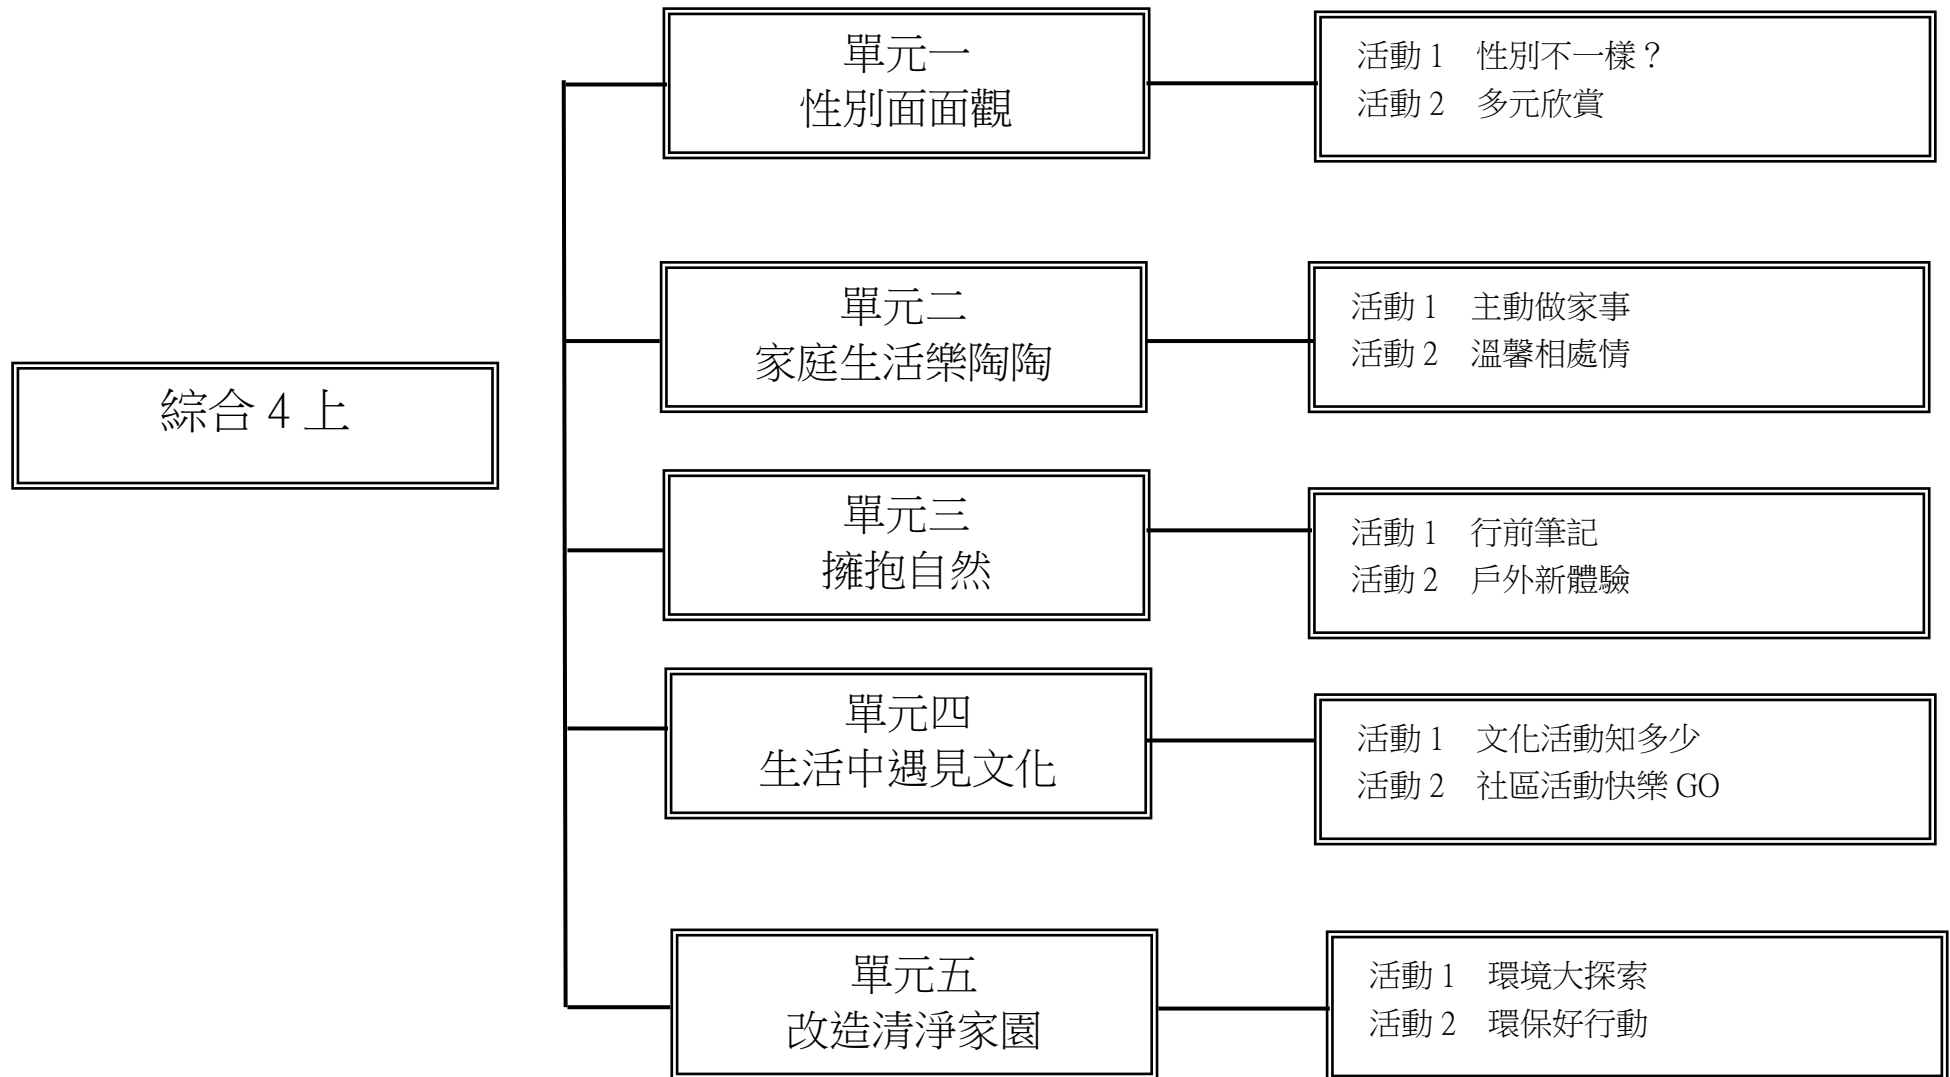 綜合 4 上
單元一
性別面面觀
活動 1　性別不一樣？
活動 2　多元欣賞
單元二
家庭生活樂陶陶
活動 1　主動做家事
活動 2　溫馨相處情
單元三
擁抱自然
活動 1　行前筆記
活動 2　戶外新體驗
單元四
生活中遇見文化
活動 1　文化活動知多少
活動 2　社區活動快樂 GO
單元五
改造清淨家園
活動 1　環境大探索
活動 2　環保好行動